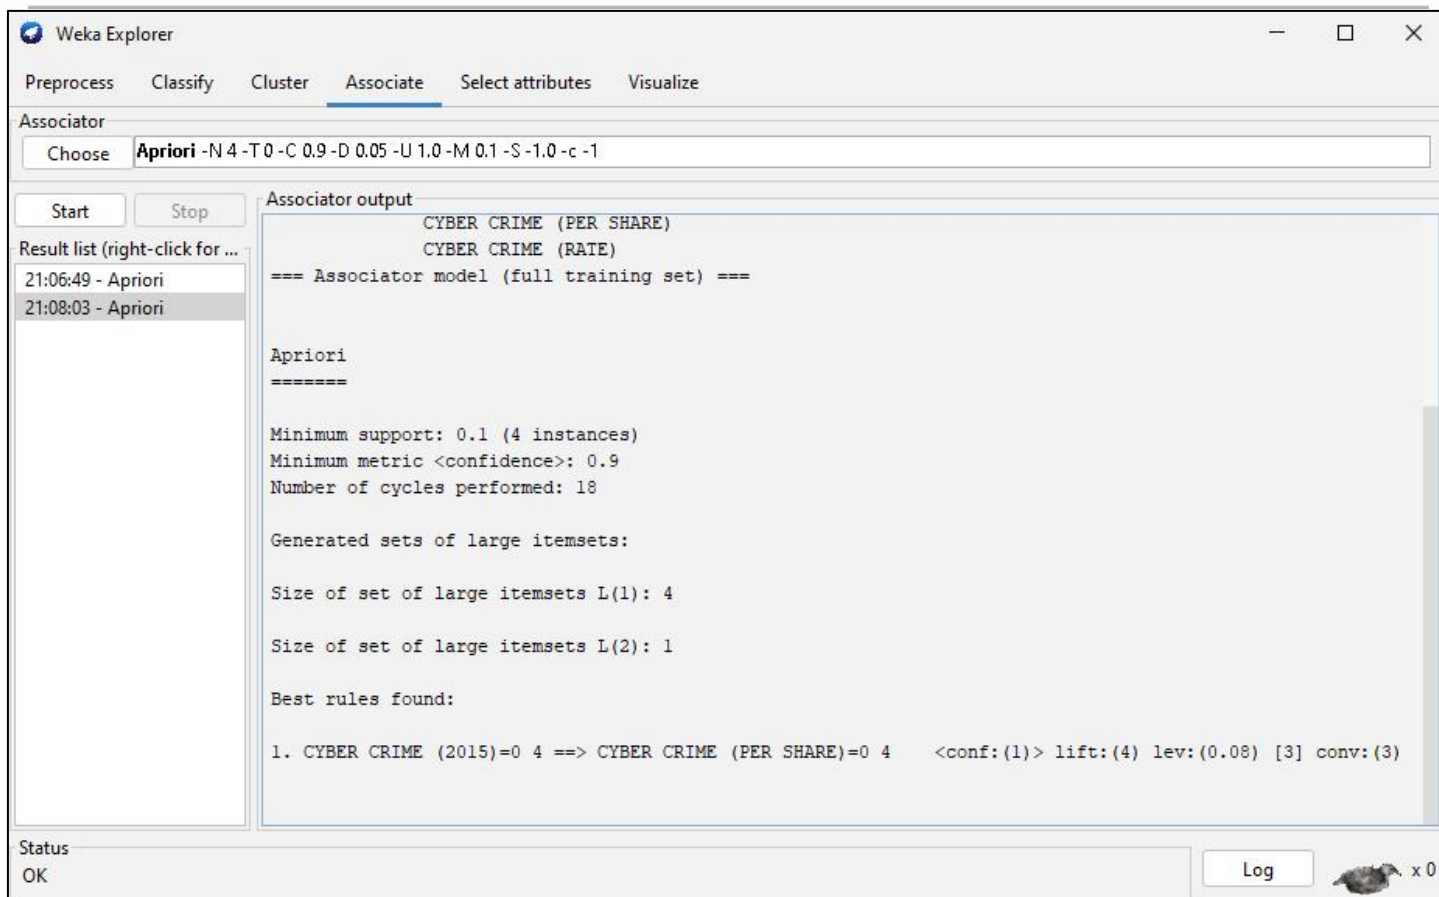 Weka Explorer
Preprocess Classify Cluster Associate Select attributes Visualize
Associator
Choose Apriori -N 4 -T 0 -C 0.9 -D 0.05 -U 1.0 -M 0.1 -S -1.0 -c -1
Start Stop
Result list (right-click for ...
21:06:49 - Apriori
21:08:03 - Apriori
Associator output
CYBER CRIME (PER SHARE)
CYBER CRIME (RATE)
=== Associator model (full training set) ===
Apriori
=======
Minimum support: 0.1 (4 instances)
Minimum metric <confidence>: 0.9
Number of cycles performed: 18
Generated sets of large itemsets:
Size of set of large itemsets L(1): 4
Size of set of large itemsets L(2): 1
Best rules found:
1. CYBER CRIME (2015)=0 4 ==> CYBER CRIME (PER SHARE)=0 4 <conf:(1)> lift:(4) lev:(0.08) [3] conv:(3)
Status
OK
Log
x 0